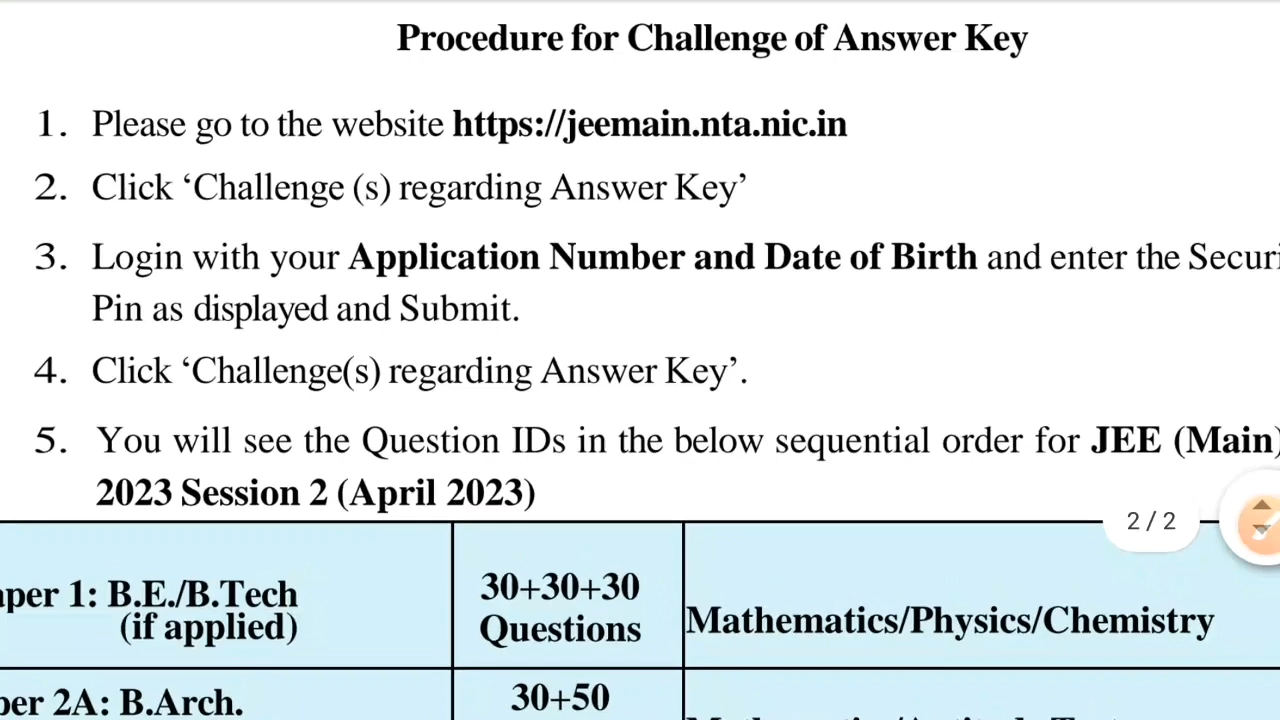 Procedure for Challenge of Answer Key
1. Please go to the website https://jeemain.nta.nic.in
2. Click ‘Challenge (s) regarding Answer Key’
3. Login with your Application Number and Date of Birth and enter the Securi
Pin as displayed and Submit.
4. Click ‘Challenge(s) regarding Answer Key’.
5. You will see the Question IDs in the below sequential order for JEE (Main)
2023 Session 2 (April 2023)
2/2
aper 1: B.E./B.Tech
(if applied)
30+30+30
Questions
Mathematics/Physics/Chemistry
per 2A: B.Arch.
30+50